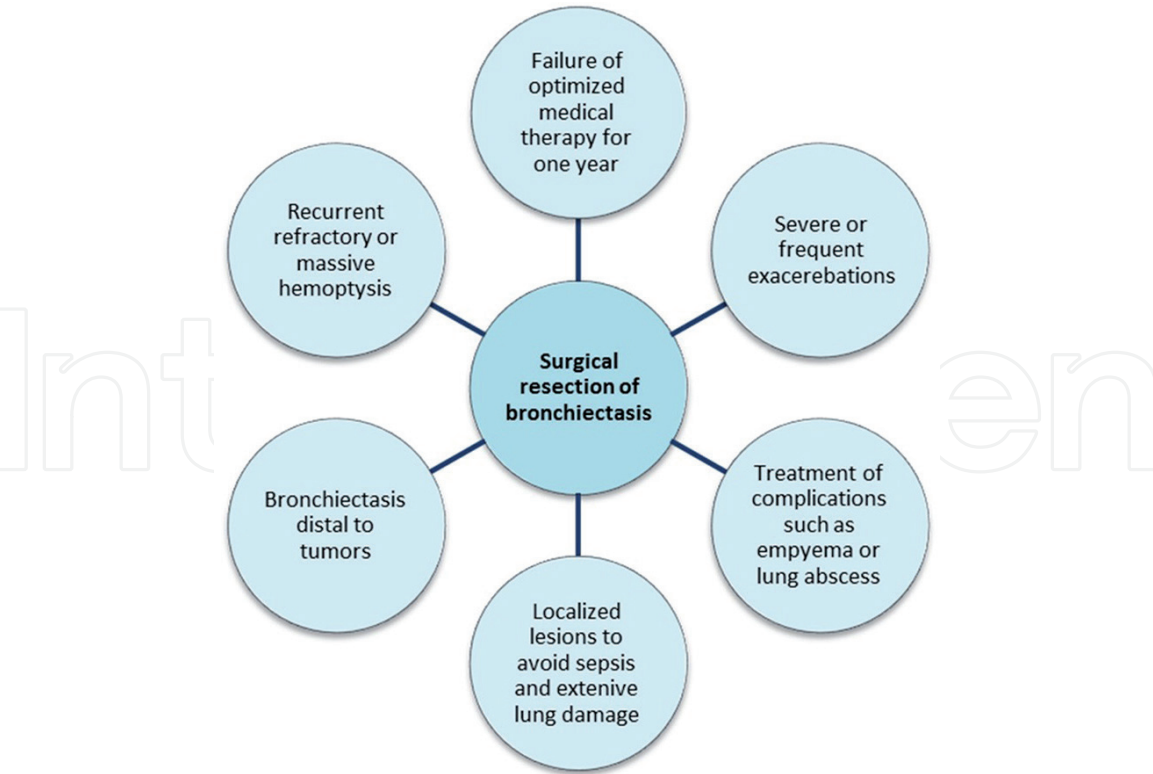 Failure of
optimized
medical
therapy for
one year
Severe or
frequent
exacerebations
Treatment of
complications
such as
empyema or
lung abscess
Localized
lesions to
avoid sepsis
and extenive
lung damage
Bronchiectasis
distal to
tumors
Recurrent
refractory or
massive
hemoptysis
Surgical
resection of
bronchiectasis
Int
en